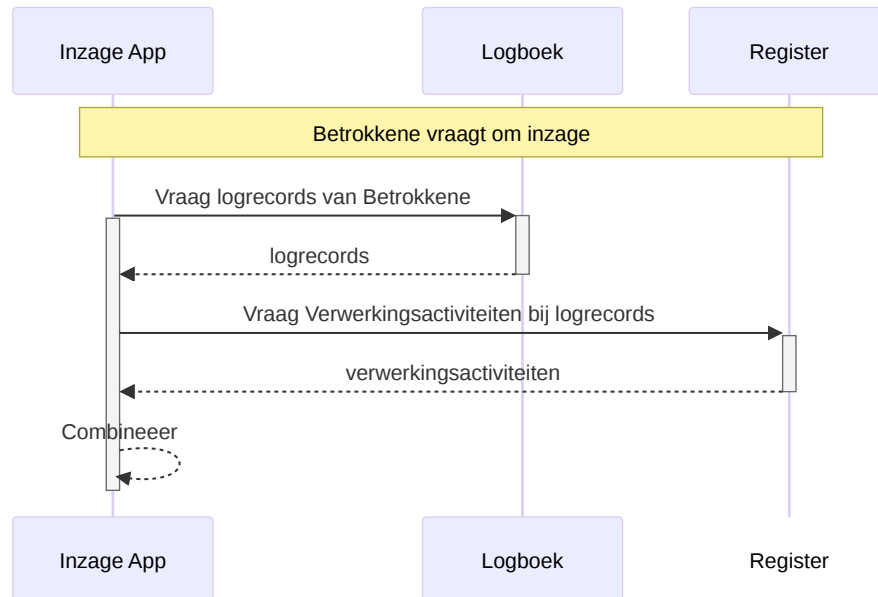 Inzage App
Logboek
Register
Betrokkene vraagt om inzage
Vraag logrecords van Betrokkene
logrecords
Vraag Verwerkingsactiviteiten bij logrecords
verwerkingsactiviteiten
Combineeer
Inzage App
Logboek
Register